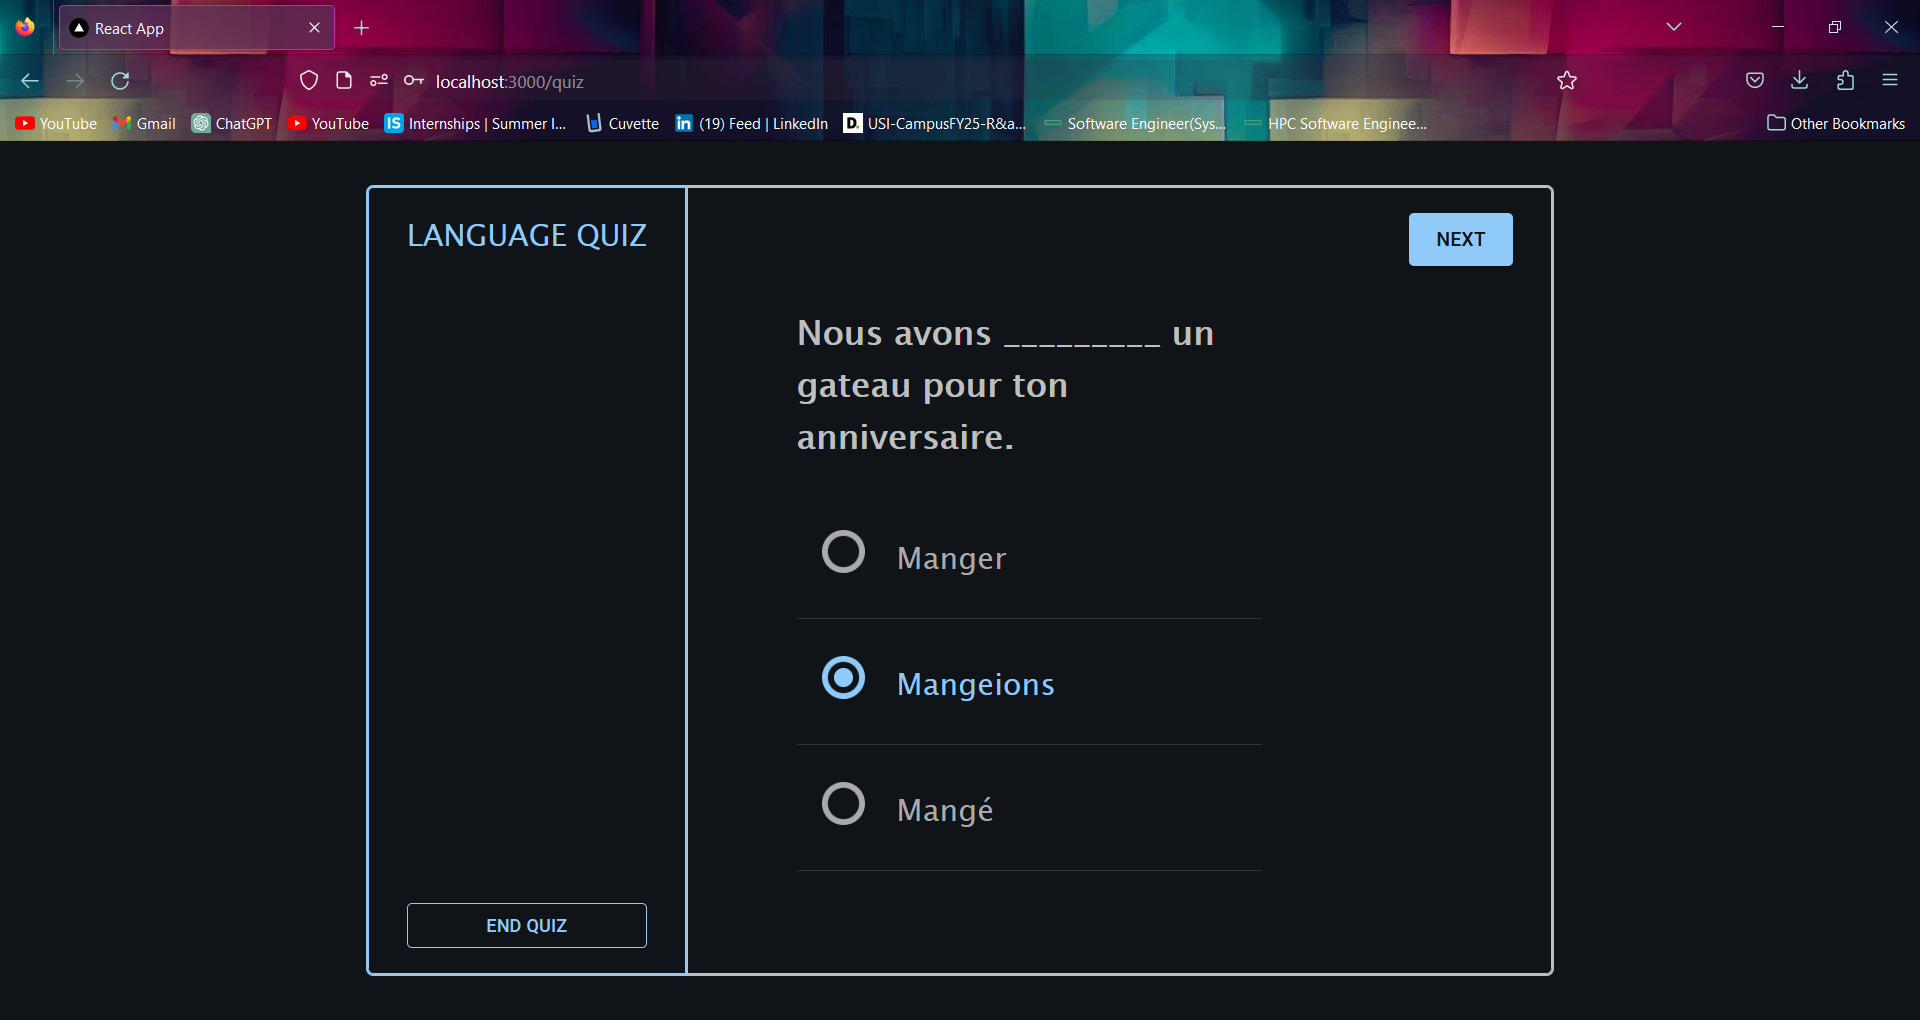 React App
localhost:3000/quiz
YouTube
Gmail
ChatGPT
YouTube
IS Internships | Summer I...
Cuvette
in (19) Feed | LinkedIn
D. USI-CampusFY25-R&a...
Software Engineer(Sys...
HPC Software Enginee...
Other Bookmarks
LANGUAGE QUIZ
NEXT
Nous avons _________ un
gateau pour ton
anniversaire.
Manger
Mangeions
Mangé
END QUIZ